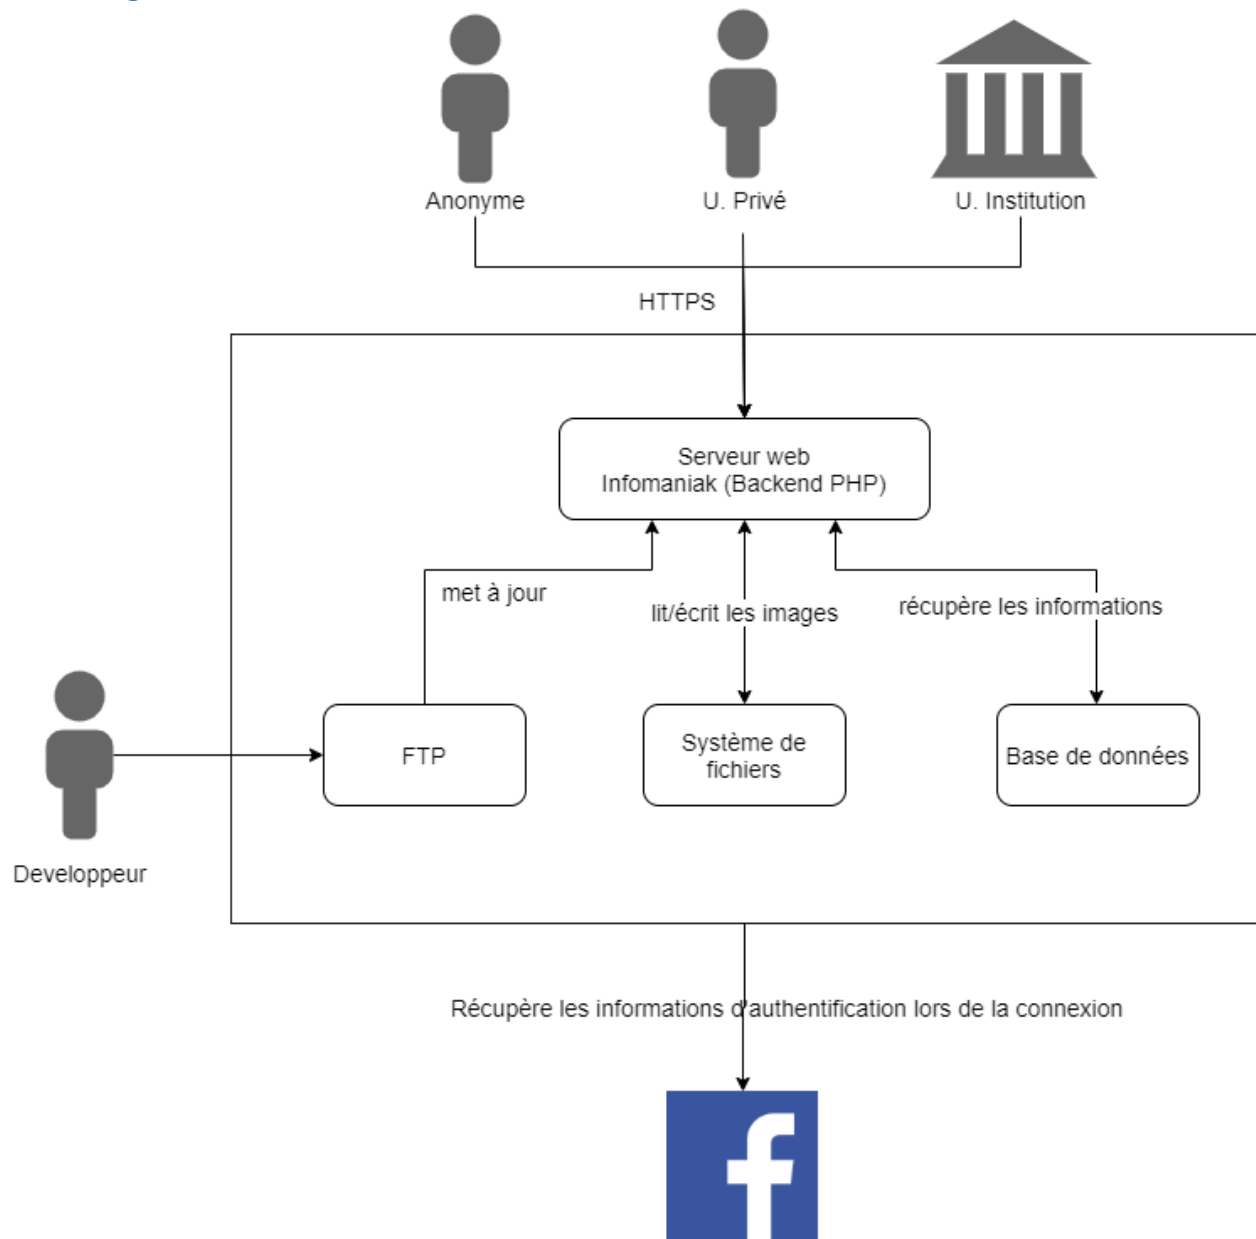 Anonyme
U. Privé
U. Institution
HTTPS
Serveur web
Infomaniak (Backend PHP)
met à jour
lit/écrit les images
récupère les informations
FTP
Système de
fichiers
Base de données
Developpeur
Récupère les informations d'authentification lors de la connexion